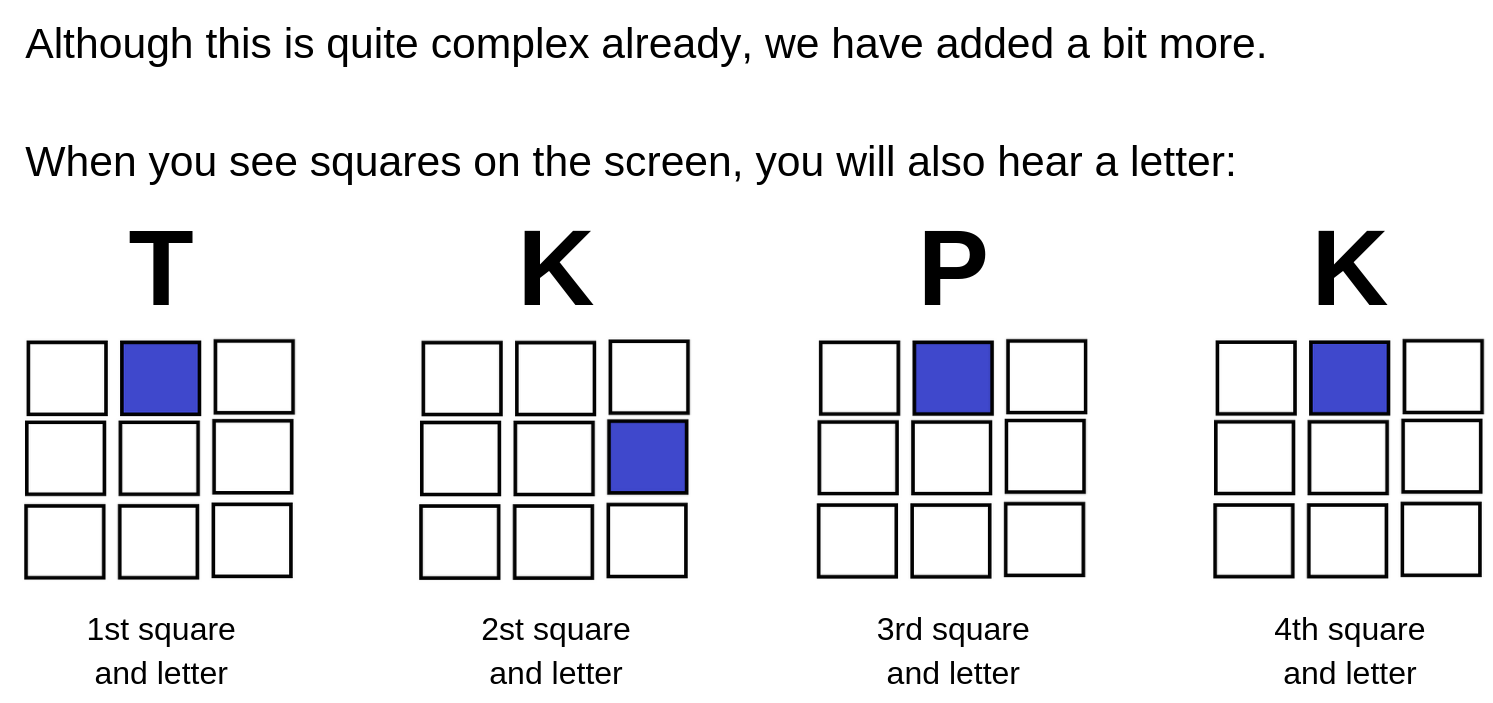 Although this is quite complex already, we have added a bit more.
When you see squares on the screen, you will also hear a letter:
T K P K
1st square 2st square 3rd square 4th square
and letter and letter and letter and letter